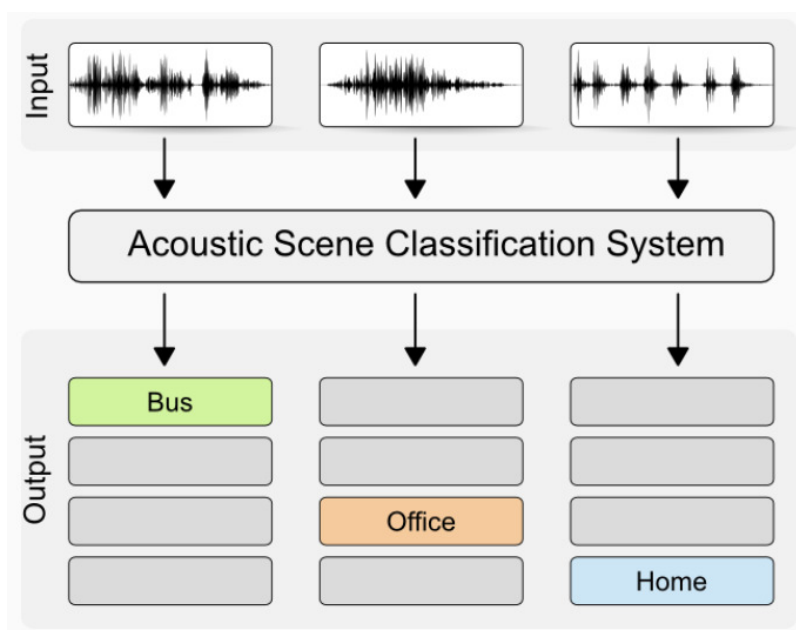 Input
Acoustic Scene Classification System
Output
Bus
Office
Home